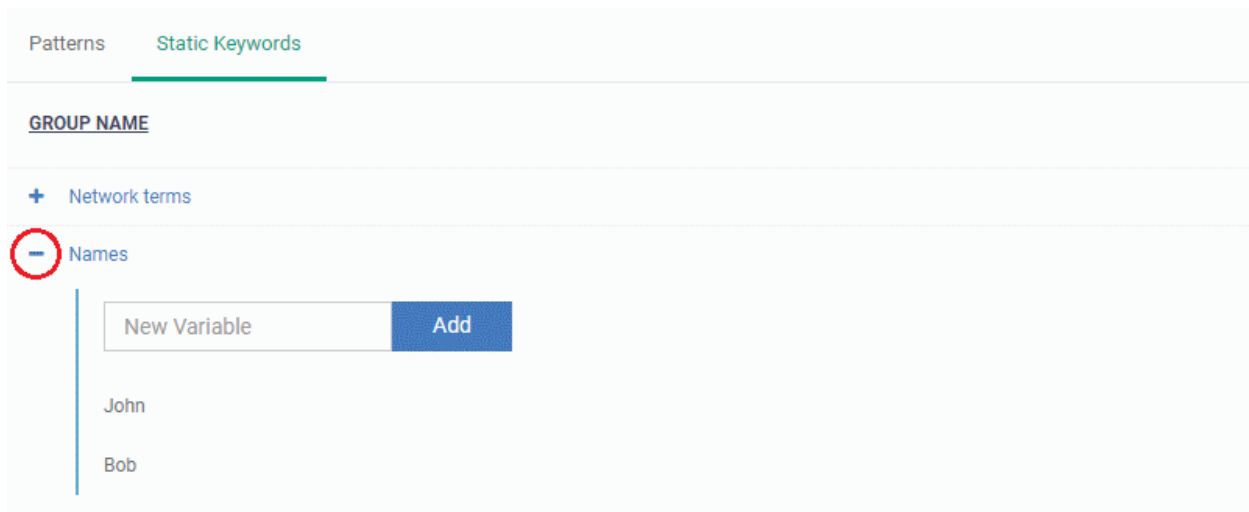 Patterns Static Keywords
GROUP NAME
+ Network terms
− Names
New Variable Add
John
Bob